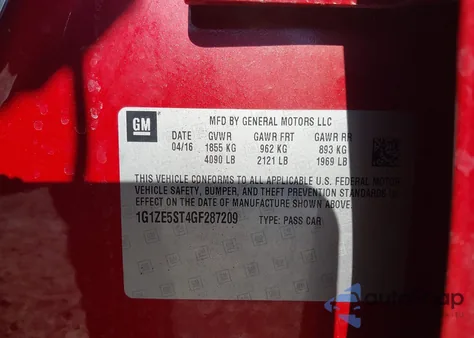 GM
MFD BY GENERAL MOTORS LLC
DATE GVWR GAWR FRT GAWR RR
04/16 1855 KG 962 KG 893 KG
4090 LB 2121 LB 1969 LB
THIS VEHICLE CONFORMS TO ALL APPLICABLE U.S. FEDERAL MOTOR
VEHICLE SAFETY, BUMPER, AND THEFT PREVENTION STANDARDS IN
EFFECT ON THE DATE OF MANUFACTURE SHOWN ABOVE.
1G1ZE5ST4GF287209 TYPE: PASS CAR